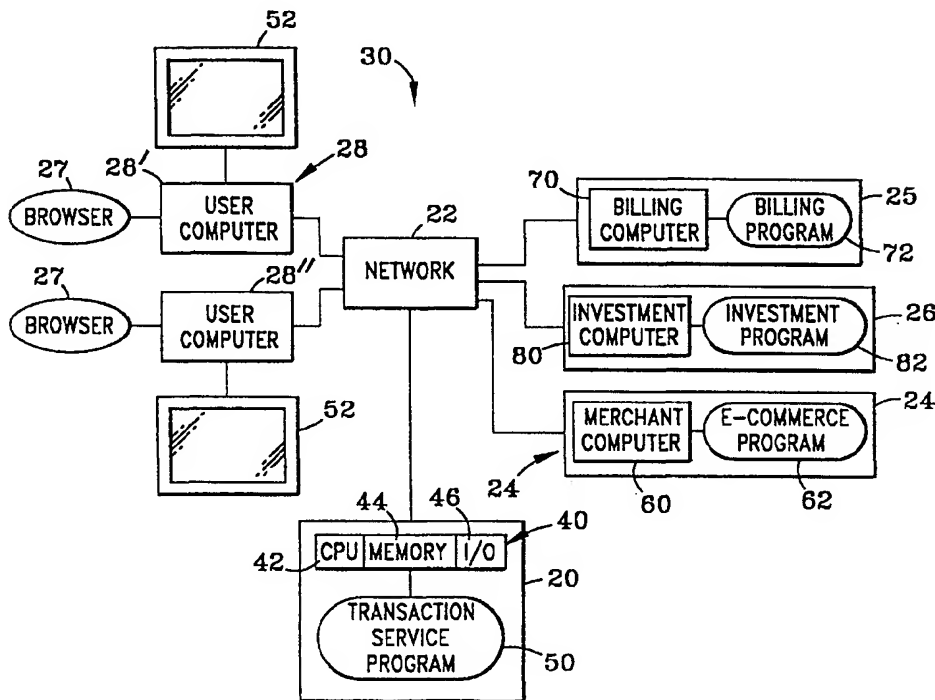 52
30
27
28'
28
BROWSER
USER
COMPUTER
22
NETWORK
70
BILLING
COMPUTER
BILLING
PROGRAM
25
72
27
28"
BROWSER
USER
COMPUTER
INVESTMENT
COMPUTER
INVESTMENT
PROGRAM
26
80
82
52
MERCHANT
COMPUTER
E-COMMERCE
PROGRAM
24
24
60
62
44
46
40
42
CPU
MEMORY
I/O
20
TRANSACTION
SERVICE
PROGRAM
50